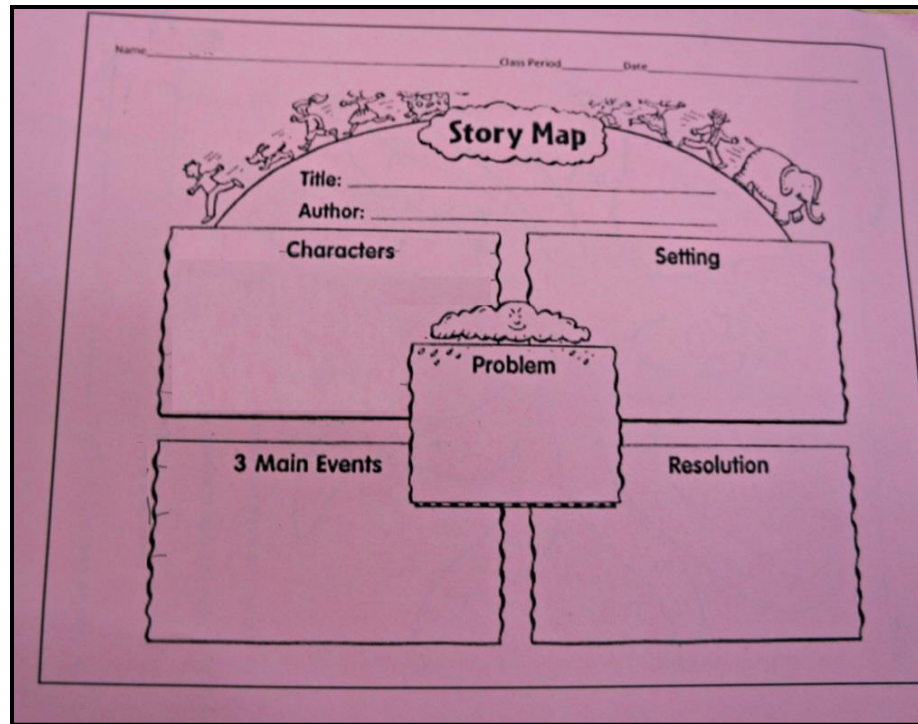 Name Class Period Date
Story Map
Title:
Author:
Characters
Setting
Problem
3 Main Events
Resolution